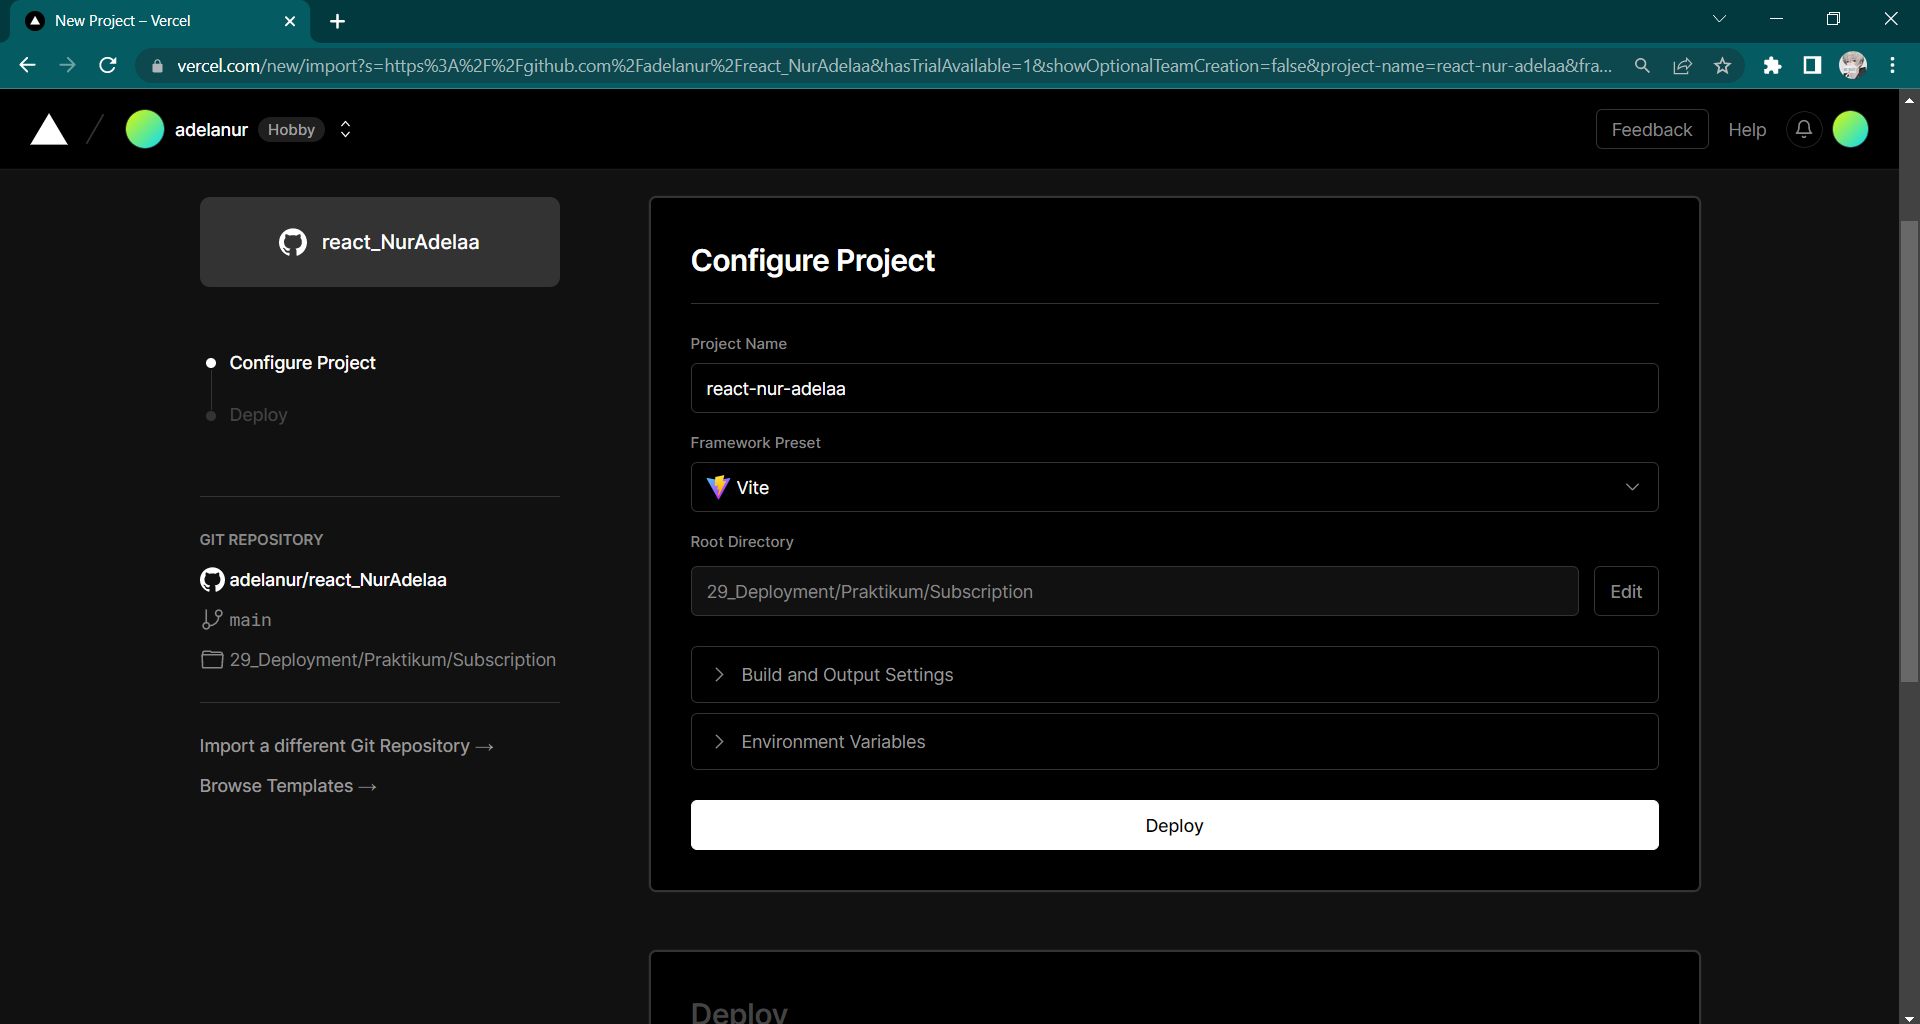 New Project – Vercel
vercel.com/new/import?s=https%3A%2F%2Fgithub.com%2Fadelanur%2Freact_NurAdelaa&hasTrialAvailable=1&showOptionalTeamCreation=false&project-name=react-nur-adelaa&fra...
adelanur Hobby
Feedback Help
react_NurAdelaa
Configure Project
Deploy
GIT REPOSITORY
adelanur/react_NurAdelaa
main
29_Deployment/Praktikum/Subscription
Import a different Git Repository →
Browse Templates →
Configure Project
Project Name
react-nur-adelaa
Framework Preset
Vite
Root Directory
29_Deployment/Praktikum/Subscription Edit
Build and Output Settings
Environment Variables
Deploy
Deploy